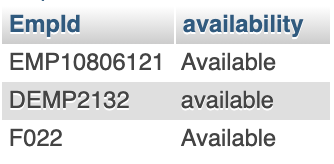 EmpId availability
EMP10806121 Available
DEMP2132 available
F022 Available